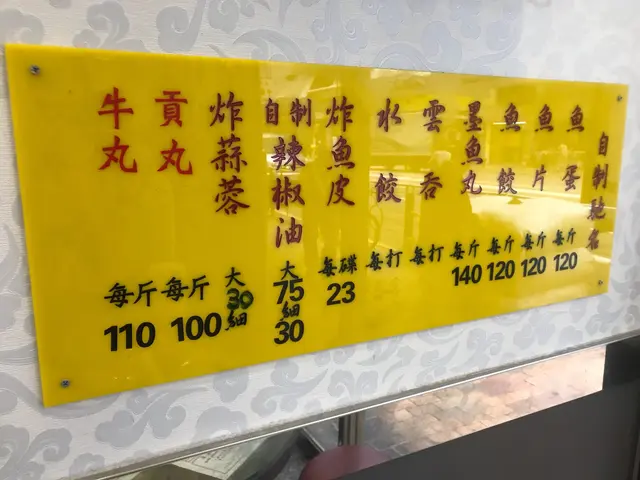 自制馳名
魚蛋 每斤 120
魚片 每斤 120
魚餃 每斤 120
墨魚丸 每斤 140
雲吞 每打
水餃 每打
炸魚皮 每碟 23
自制辣椒油 大 75 細 30
炸蒜蓉 大 30 細
貢丸 每斤 100
牛丸 每斤 110